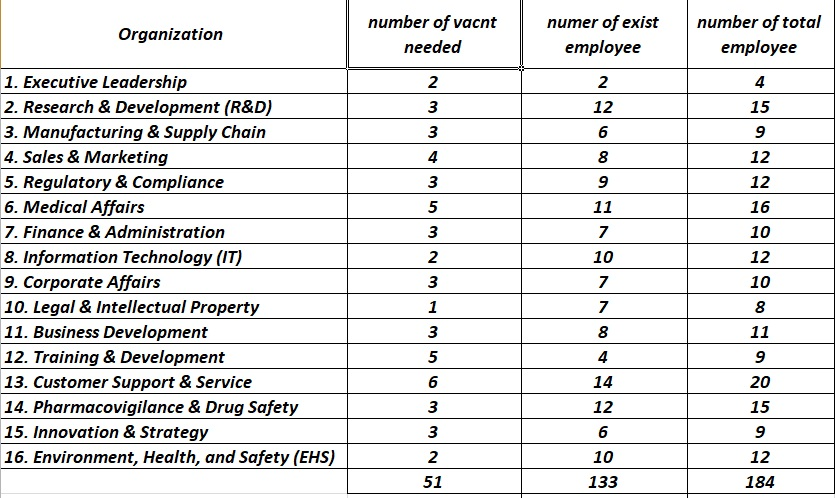 Organization number of vacnt needed numer of exist employee number of total employee
1. Executive Leadership 2 2 4
2. Research & Development (R&D) 3 12 15
3. Manufacturing & Supply Chain 3 6 9
4. Sales & Marketing 4 8 12
5. Regulatory & Compliance 3 9 12
6. Medical Affairs 5 11 16
7. Finance & Administration 3 7 10
8. Information Technology (IT) 2 10 12
9. Corporate Affairs 3 7 10
10. Legal & Intellectual Property 1 7 8
11. Business Development 3 8 11
12. Training & Development 5 4 9
13. Customer Support & Service 6 14 20
14. Pharmacovigilance & Drug Safety 3 12 15
15. Innovation & Strategy 3 6 9
16. Environment, Health, and Safety (EHS) 2 10 12
51 133 184